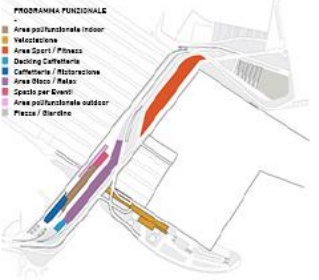 PROGRAMMA FUNZIONALE
-
Area polifunzionale indoor
Velostazione
Area Sport / Fitness
Decking Caffetteria
Caffetteria / Ristorazione
Area Gioco / Relax
Spazio per Eventi
Area polifunzionale outdoor
Piazza / Giardino